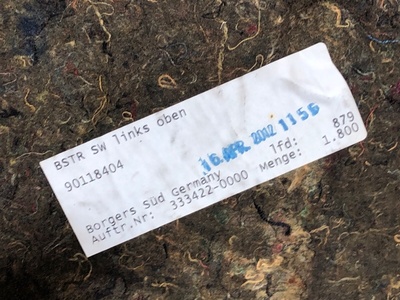 BSTR SW links oben
90118404
16. APR. 2012 1156
Borgers Süd Germany lfd: 879
Auftr.Nr: 333422-0000 Menge: 1.800